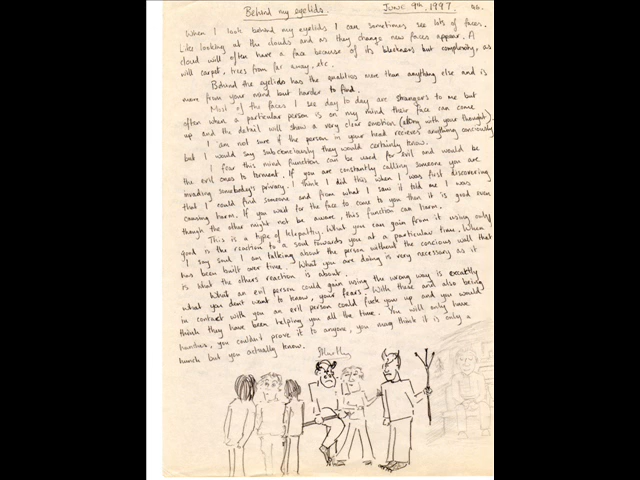 Behind my eyelids. June 9th, 1997.
When I look behind my eyelids I can sometimes see lots of faces.
Like looking at the clouds and as they change new faces appear. A
cloud will often have a face because of its blackness but complexity, as
will carpet, trees from far away, etc.
Behind the eyelids has the qualities more than anything else and is
more from your mind but harder to find.
Most of the faces I see day to day are strangers to me but
often when a particular person is on my mind their face can come
up and the detail will show a very clear emotion (along with your thought).
I am not sure if the person in your head recieves anything conciously
but I would say subconsciously they would certainly know.
I fear this mind function can be used for evil and would be
the evil ones to torment. If you are constantly calling someone you are
invading somebody's privacy. I think I did this when I was first discovering
that I could find someone and from what I saw it told me I was
causing harm. If you wait for the face to come to you than it is good even
though the other might not be aware, this function can harm.
This is a type of telepathy. What you can gain from it using only
good is the reaction to a soul towards you at a particular time. When
I say soul I am talking about the person without the concious wall that
has been built over time. What you are doing is very necessary as it
is what the others reaction is about.
What an evil person could gain using the wrong way is excactly
what you dont want to know, your fears. With these and also being
in contact with you an evil person could fuck you up and you would
think they have been helping you all the time. You will only have
hunches, you couldn't prove it to anyone, you may think it is only a
hunch but you actually know.